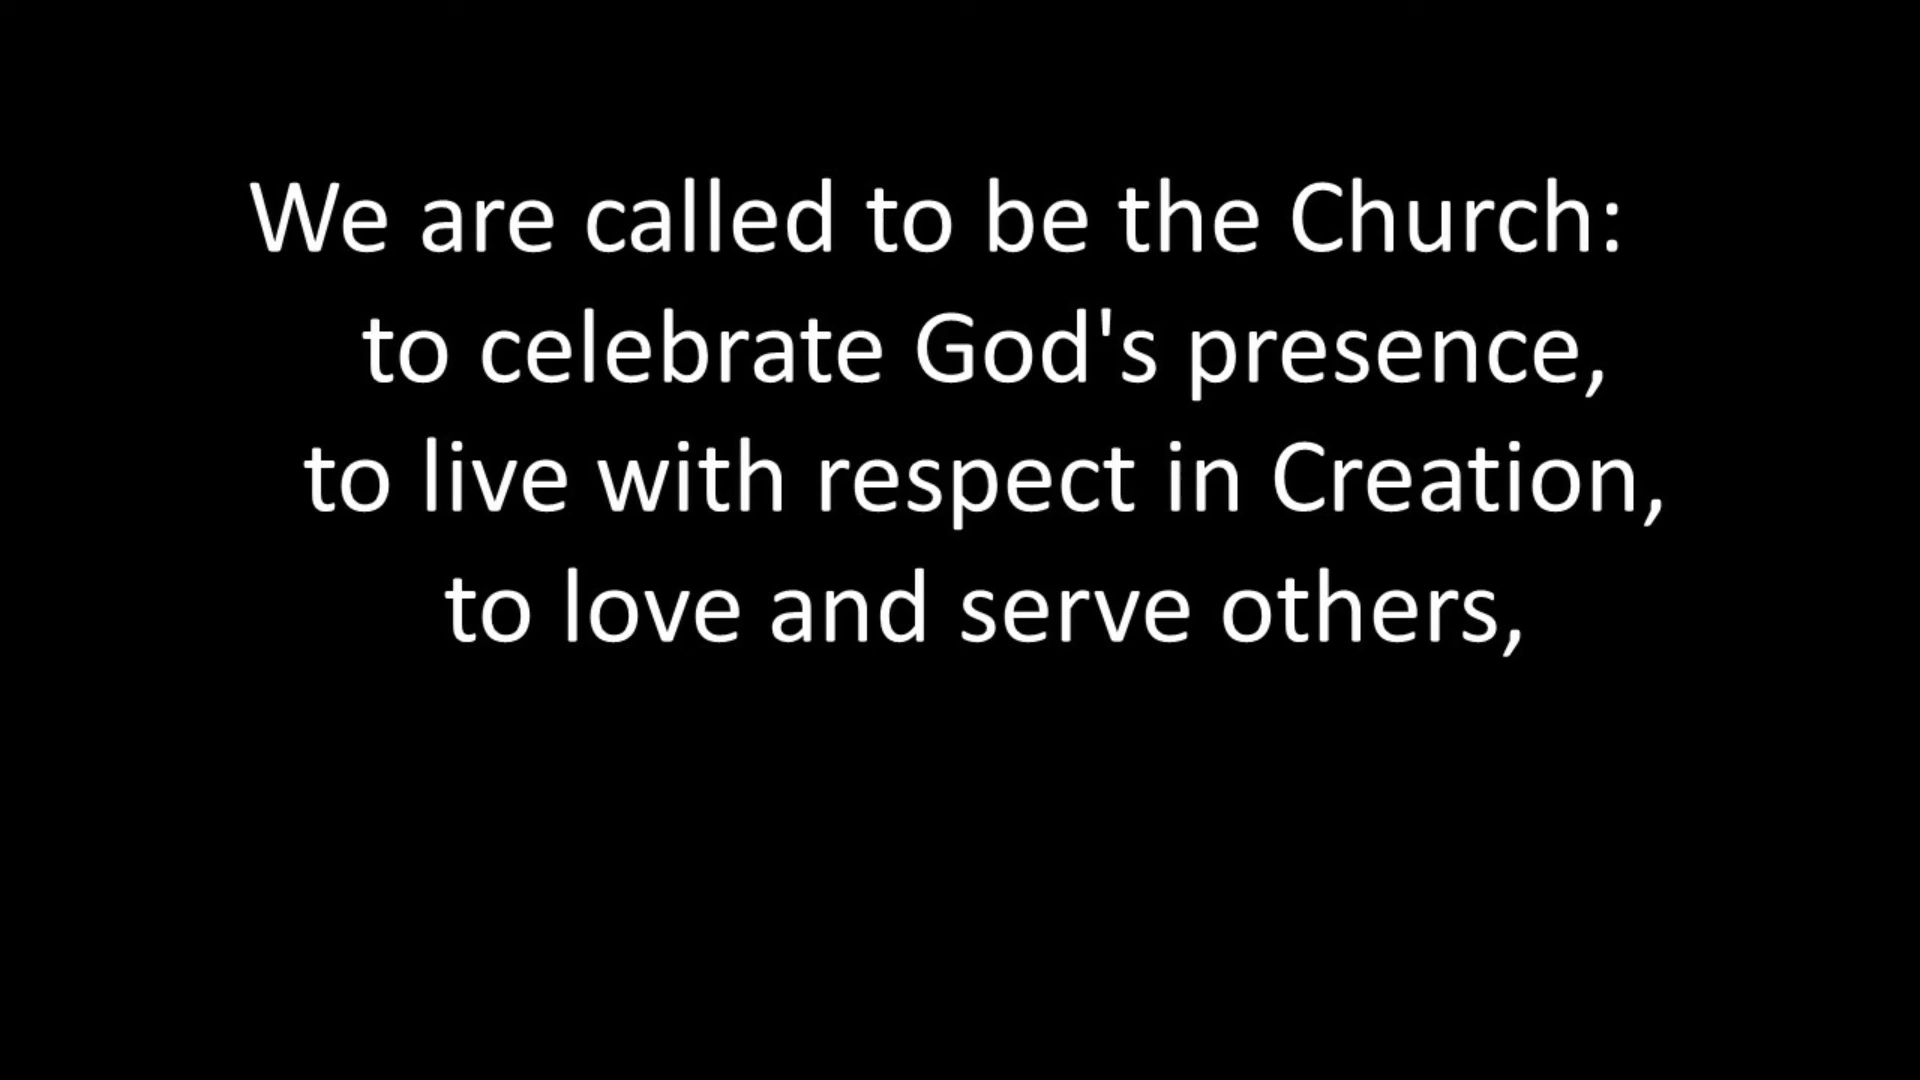 We are called to be the Church:
to celebrate God's presence,
to live with respect in Creation,
to love and serve others,